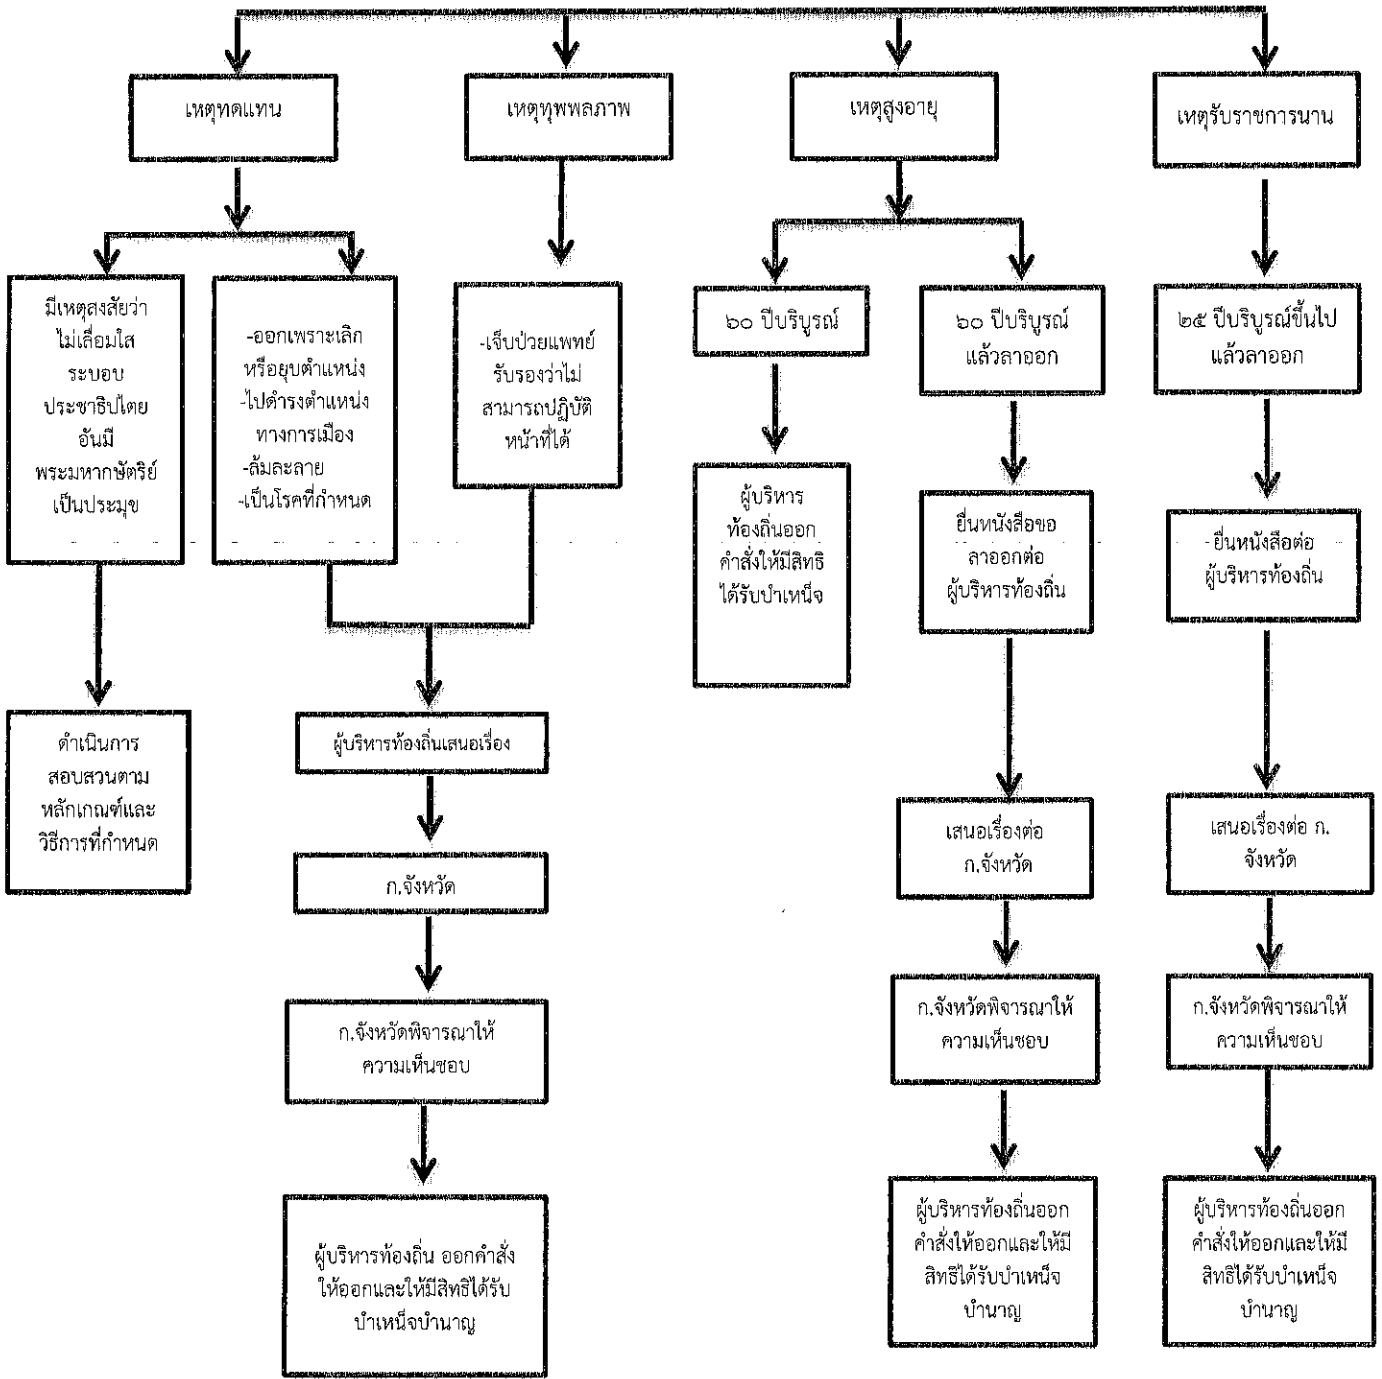 เหตุทดแทน
เหตุทุพพลภาพ
เหตุสูงอายุ
เหตุรับราชการนาน
มีเหตุสงสัยว่า
ไม่เลื่อมใส
ระบอบ
ประชาธิปไตย
อันมี
พระมหากษัตริย์
เป็นประมุข
-ออกเพราะเลิก
หรือยุบตำแหน่ง
-ไปดำรงตำแหน่ง
ทางการเมือง
-ล้มละลาย
-เป็นโรคที่กำหนด
-เจ็บป่วยแพทย์
รับรองว่าไม่
สามารถปฏิบัติ
หน้าที่ได้
๖๐ ปีบริบูรณ์
๖๐ ปีบริบูรณ์
แล้วลาออก
๒๕ ปีบริบูรณ์ขึ้นไป
แล้วลาออก
ผู้บริหาร
ท้องถิ่นออก
คำสั่งให้มีสิทธิ
ได้รับบำเหน็จ
ยื่นหนังสือขอ
ลาออกต่อ
ผู้บริหารท้องถิ่น
ยื่นหนังสือต่อ
ผู้บริหารท้องถิ่น
ดำเนินการ
สอบสวนตาม
หลักเกณฑ์และ
วิธีการที่กำหนด
ผู้บริหารท้องถิ่นเสนอเรื่อง
ก.จังหวัด
ก.จังหวัดพิจารณาให้
ความเห็นชอบ
ผู้บริหารท้องถิ่น ออกคำสั่ง
ให้ออกและให้มีสิทธิได้รับ
บำเหน็จบำนาญ
เสนอเรื่องต่อ
ก.จังหวัด
ก.จังหวัดพิจารณาให้
ความเห็นชอบ
ผู้บริหารท้องถิ่นออก
คำสั่งให้ออกและให้มี
สิทธิได้รับบำเหน็จ
บำนาญ
เสนอเรื่องต่อ ก.
จังหวัด
ก.จังหวัดพิจารณาให้
ความเห็นชอบ
ผู้บริหารท้องถิ่นออก
คำสั่งให้ออกและให้มี
สิทธิได้รับบำเหน็จ
บำนาญ